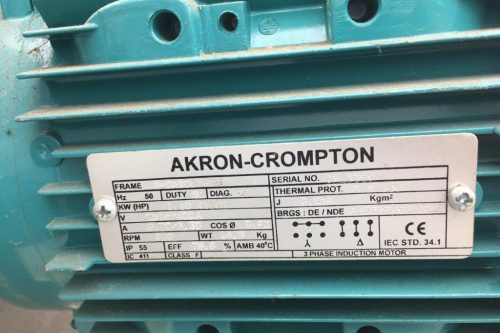 AKRON-CROMPTON
FRAME
SERIAL NO.
Hz 50 DUTY DIAG.
THERMAL PROT.
KW (HP)
J Kgm²
V
BRGS : DE / NDE
A COS Ø
RPM WT Kg
⅄ Δ
CE
IEC STD. 34.1
IP 55 EFF % AMB 40°C
IC 411 CLASS F
3 PHASE INDUCTION MOTOR